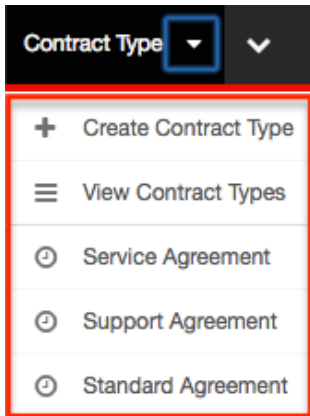 Contract Type
Create Contract Type
View Contract Types
Service Agreement
Support Agreement
Standard Agreement